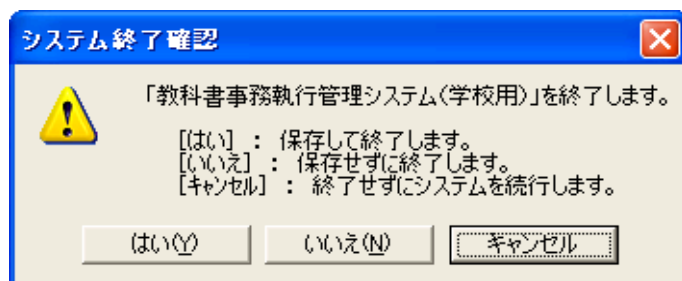 システム終了確認
「教科書事務執行管理システム(学校用)」を終了します。
[はい] : 保存して終了します。
[いいえ] : 保存せずに終了します。
[キャンセル] : 終了せずにシステムを続行します。
はい(Y) いいえ(N) キャンセル